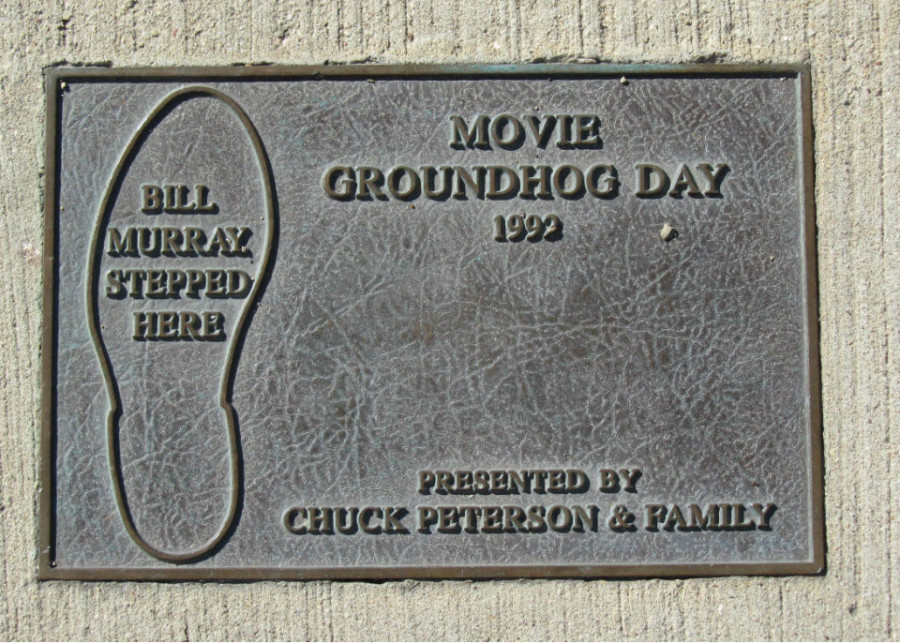 BILL
MURRAY
STEPPED
HERE
MOVIE
GROUNDHOG DAY
1992
PRESENTED BY
CHUCK PETERSON & FAMILY